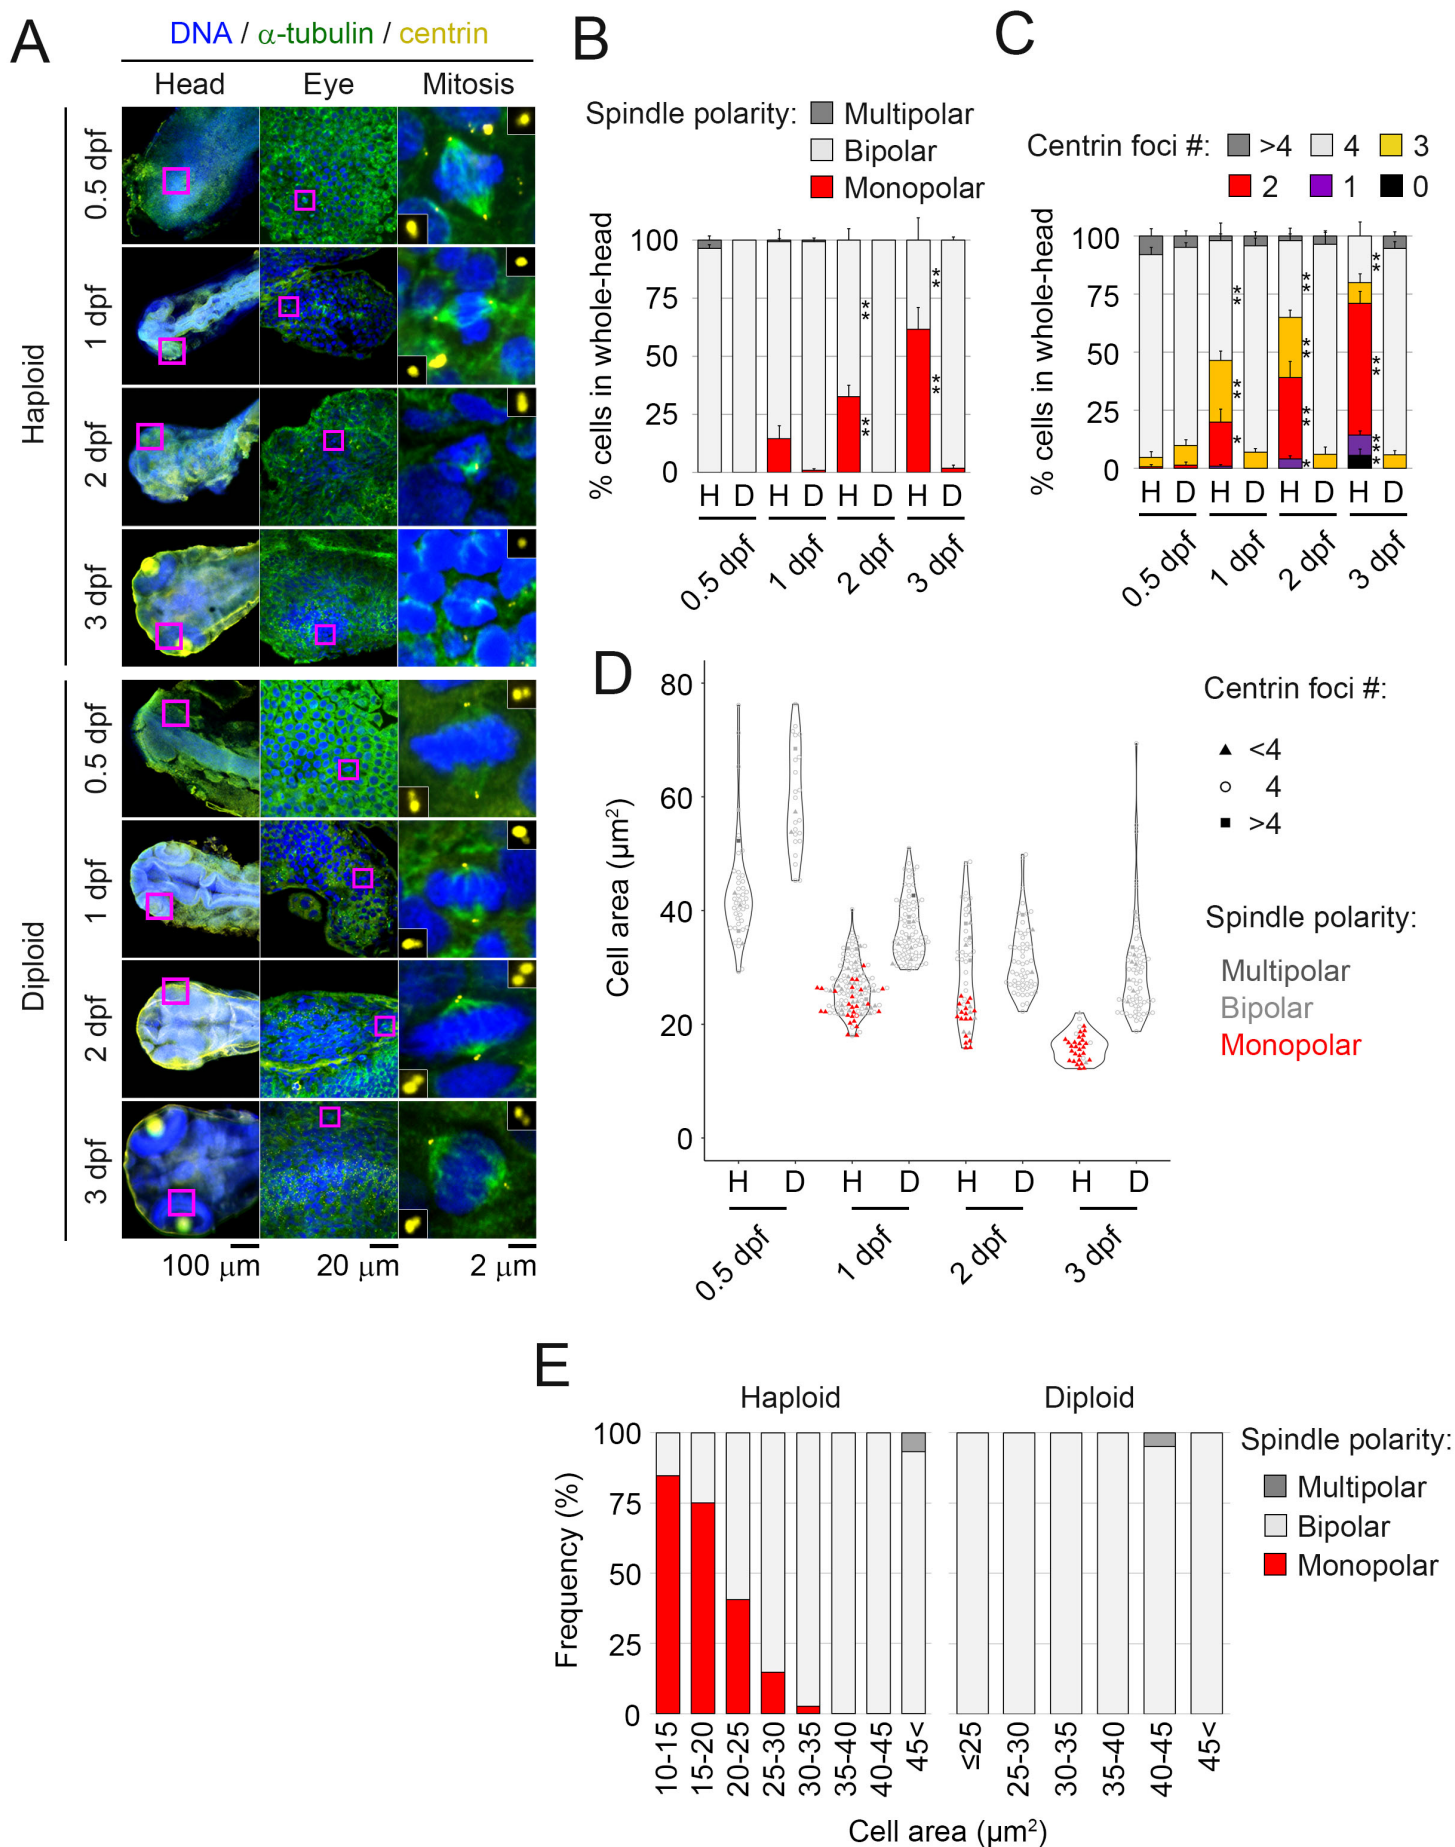 A
DNA / α-tubulin / centrin
Head Eye Mitosis
Haploid
0.5 dpf
1 dpf
2 dpf
3 dpf
Diploid
0.5 dpf
1 dpf
2 dpf
3 dpf
100 μm 20 μm 2 μm
B
Spindle polarity: Multipolar
Bipolar
Monopolar
% cells in whole-head
100
75
50
25
0
** ** ** **
H D H D H D H D
0.5 dpf 1 dpf 2 dpf 3 dpf
C
Centrin foci #: >4 4 3
2 1 0
% cells in whole-head
100
75
50
25
0
** ** * ** ** ** * ** ** ** *
H D H D H D H D
0.5 dpf 1 dpf 2 dpf 3 dpf
D
Cell area (μm²)
80
60
40
20
0
H D H D H D H D
0.5 dpf 1 dpf 2 dpf 3 dpf
Centrin foci #:
<4
4
>4
Spindle polarity:
Multipolar
Bipolar
Monopolar
E
Haploid Diploid
Frequency (%)
100
75
50
25
0
10-15 15-20 20-25 25-30 30-35 35-40 40-45 45<
≤25 25-30 30-35 35-40 40-45 45<
Cell area (μm²)
Spindle polarity:
Multipolar
Bipolar
Monopolar